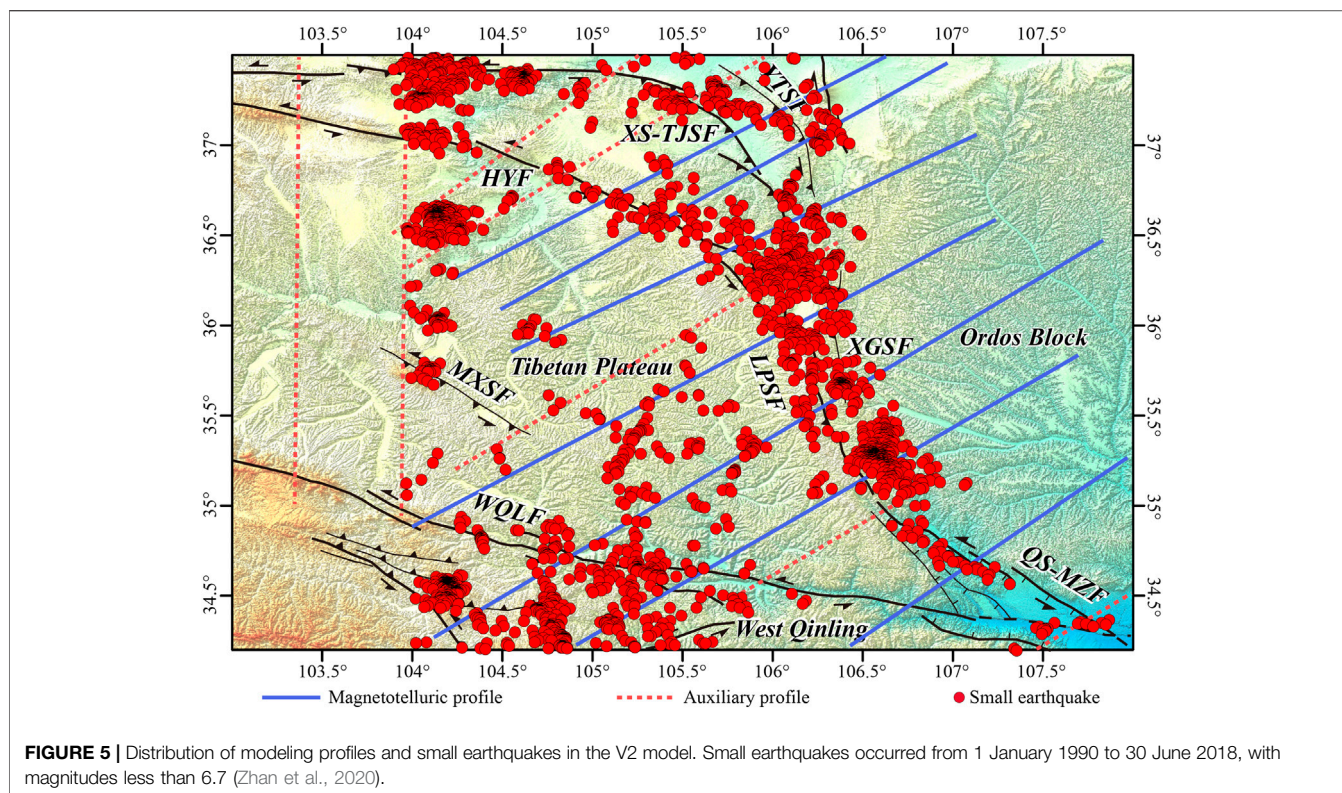 103.5° 104° 104.5° 105° 105.5° 106° 106.5° 107° 107.5°
YTSF
XS-TJSF
37° 37°
HYF
36.5° 36.5°
36° 36°
XGSF
Ordos Block
LPSF
Tibetan Plateau
MXSF
35.5° 35.5°
35° 35°
WQLF
QS-MZF
34.5° 34.5°
West Qinling
103.5° 104° 104.5° 105° 105.5° 106° 106.5° 107° 107.5°
Magnetotelluric profile Auxiliary profile Small earthquake
FIGURE 5 | Distribution of modeling profiles and small earthquakes in the V2 model. Small earthquakes occurred from 1 January 1990 to 30 June 2018, with
magnitudes less than 6.7 (Zhan et al., 2020).